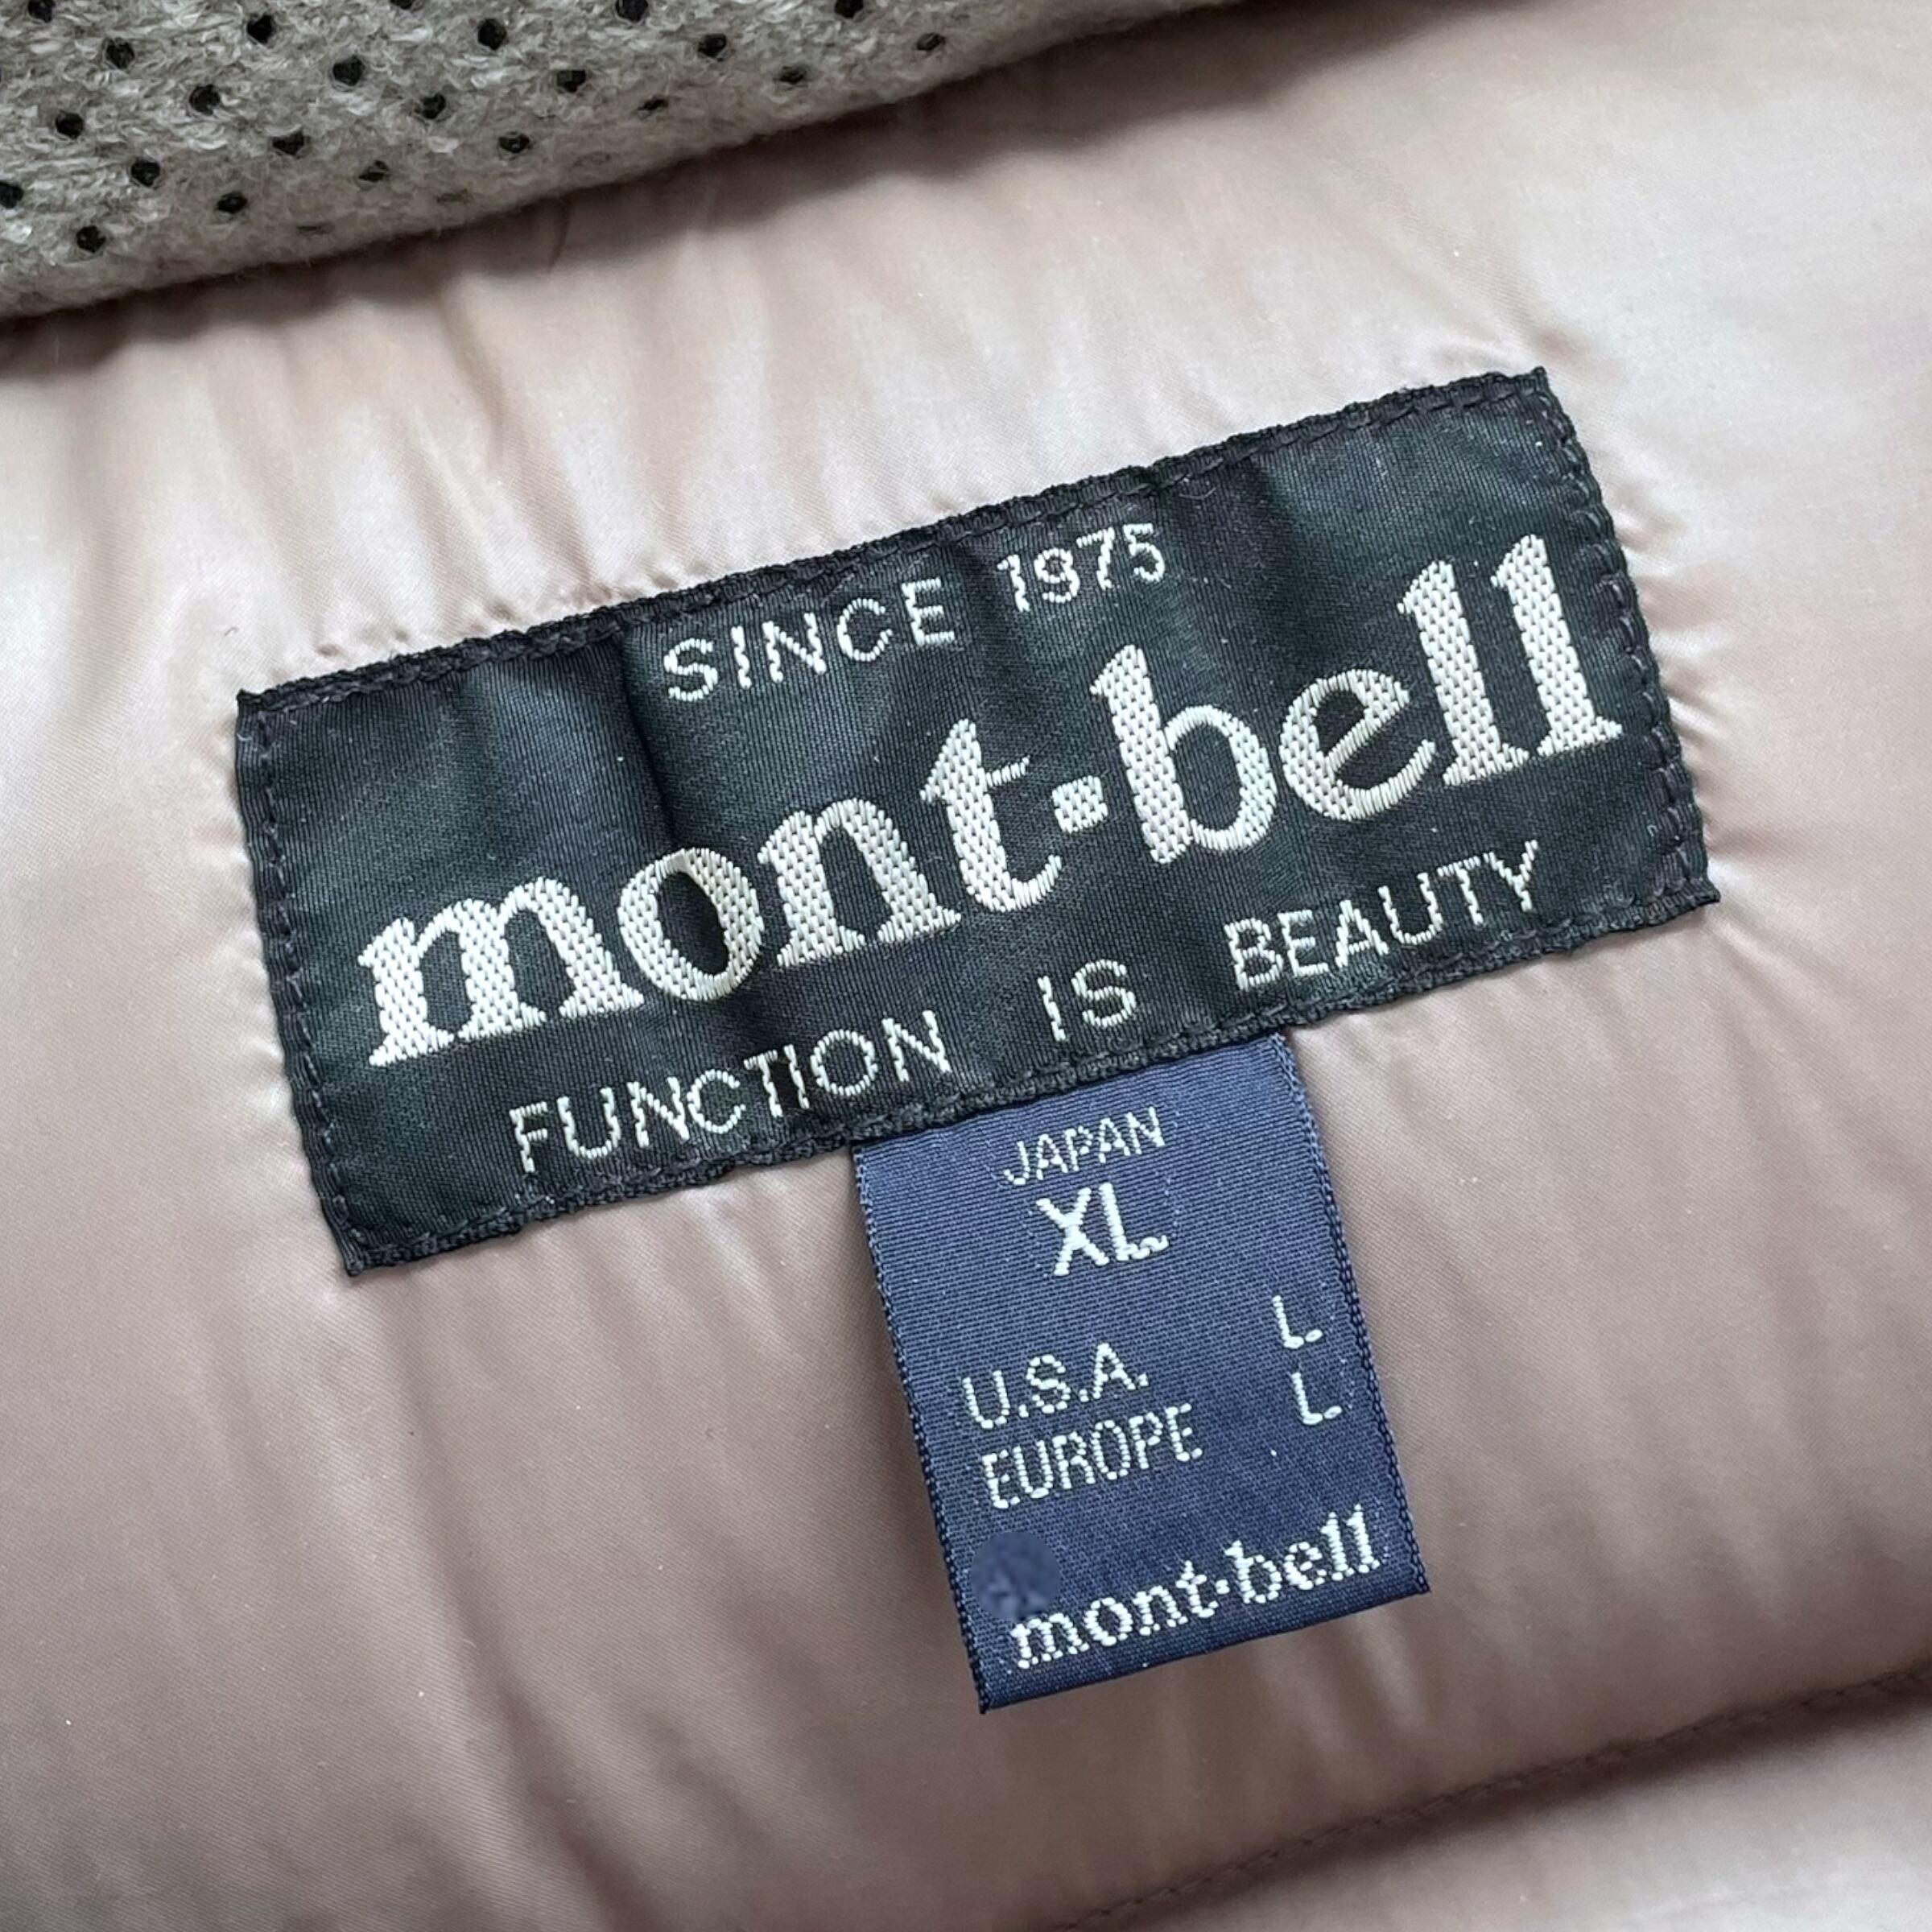 SINCE 1975
mont-bell
FUNCTION IS BEAUTY
JAPAN
XL
U.S.A. L
EUROPE L
mont-bell